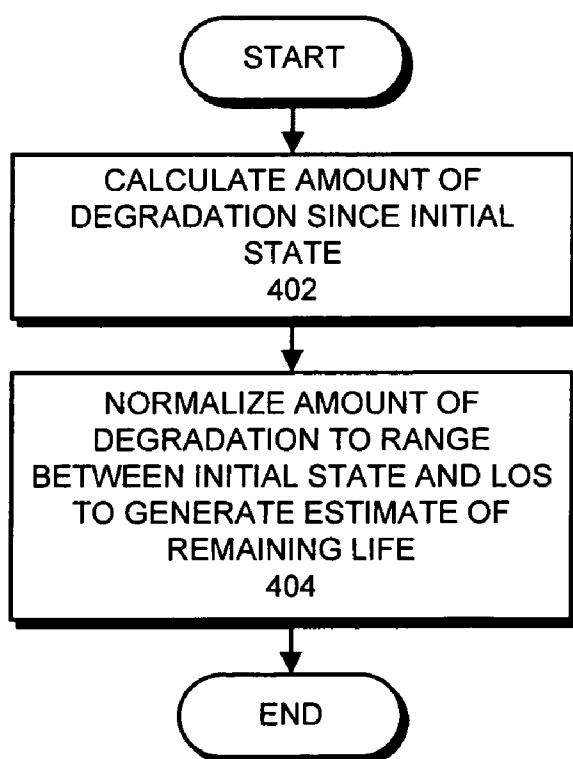 START
CALCULATE AMOUNT OF
DEGRADATION SINCE INITIAL
STATE
402
NORMALIZE AMOUNT OF
DEGRADATION TO RANGE
BETWEEN INITIAL STATE AND LOS
TO GENERATE ESTIMATE OF
REMAINING LIFE
404
END